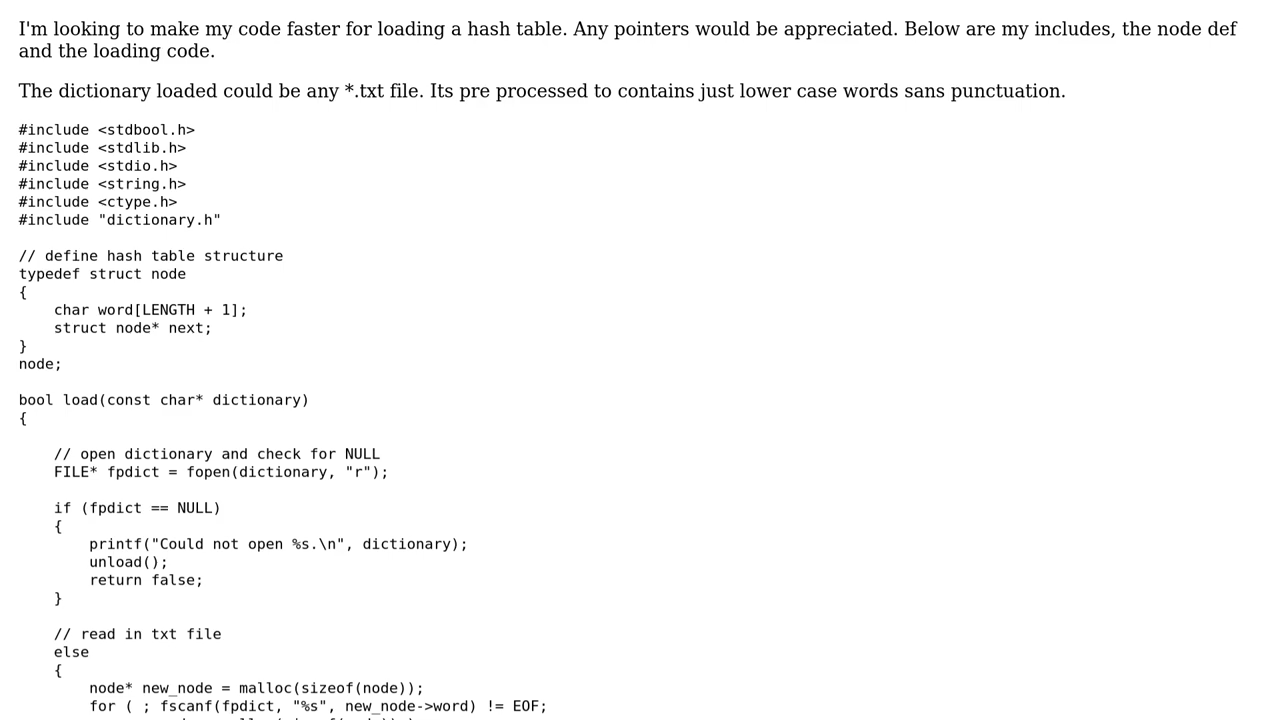 I'm looking to make my code faster for loading a hash table. Any pointers would be appreciated. Below are my includes, the node def
and the loading code.
The dictionary loaded could be any *.txt file. Its pre processed to contains just lower case words sans punctuation.
#include <stdbool.h>
#include <stdlib.h>
#include <stdio.h>
#include <string.h>
#include <ctype.h>
#include "dictionary.h"
// define hash table structure
typedef struct node
{
    char word[LENGTH + 1];
    struct node* next;
}
node;
bool load(const char* dictionary)
{
    // open dictionary and check for NULL
    FILE* fpdict = fopen(dictionary, "r");
    if (fpdict == NULL)
    {
        printf("Could not open %s.\n", dictionary);
        unload();
        return false;
    }
    // read in txt file
    else
    {
        node* new_node = malloc(sizeof(node));
        for ( ; fscanf(fpdict, "%s", new_node->word) != EOF;